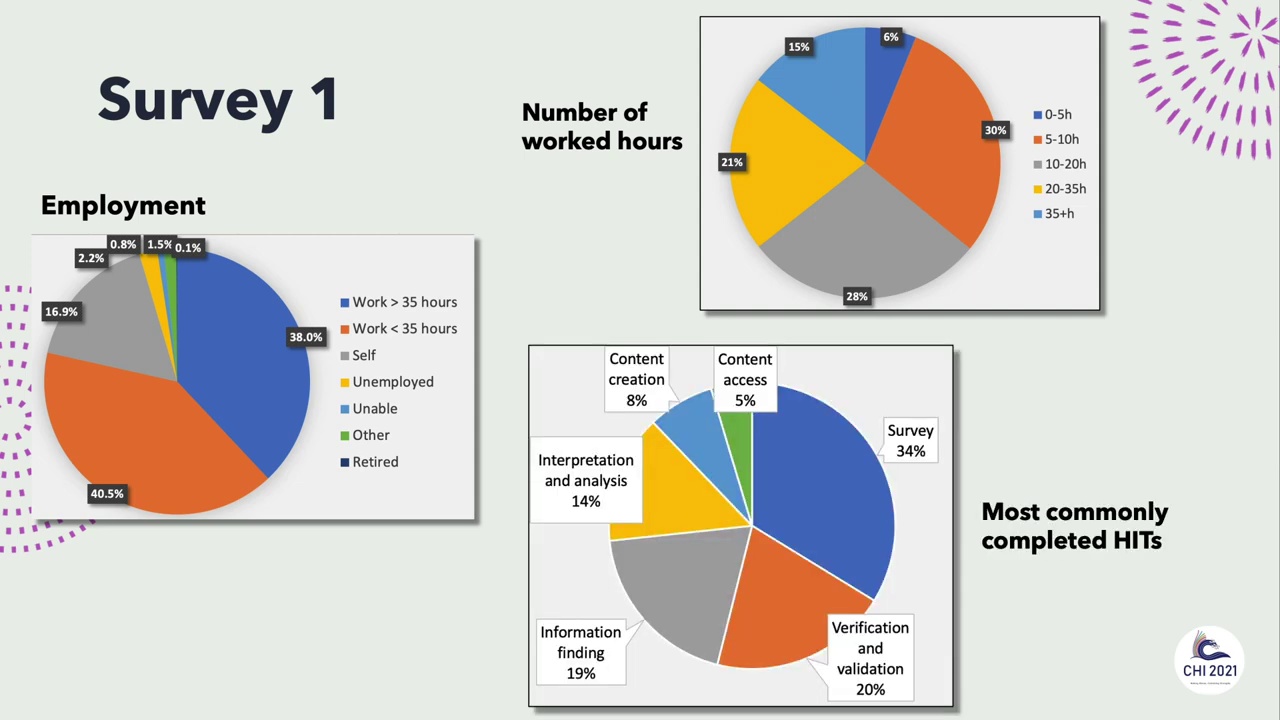 Survey 1
Employment
0.8%
1.5%
0.1%
2.2%
16.9%
38.0%
40.5%
Work > 35 hours
Work < 35 hours
Self
Unemployed
Unable
Other
Retired
Number of
worked hours
6%
15%
30%
21%
28%
0-5h
5-10h
10-20h
20-35h
35+h
Content
creation
8%
Content
access
5%
Survey
34%
Interpretation
and analysis
14%
Information
finding
19%
Verification
and
validation
20%
Most commonly
completed HITs
CHI 2021